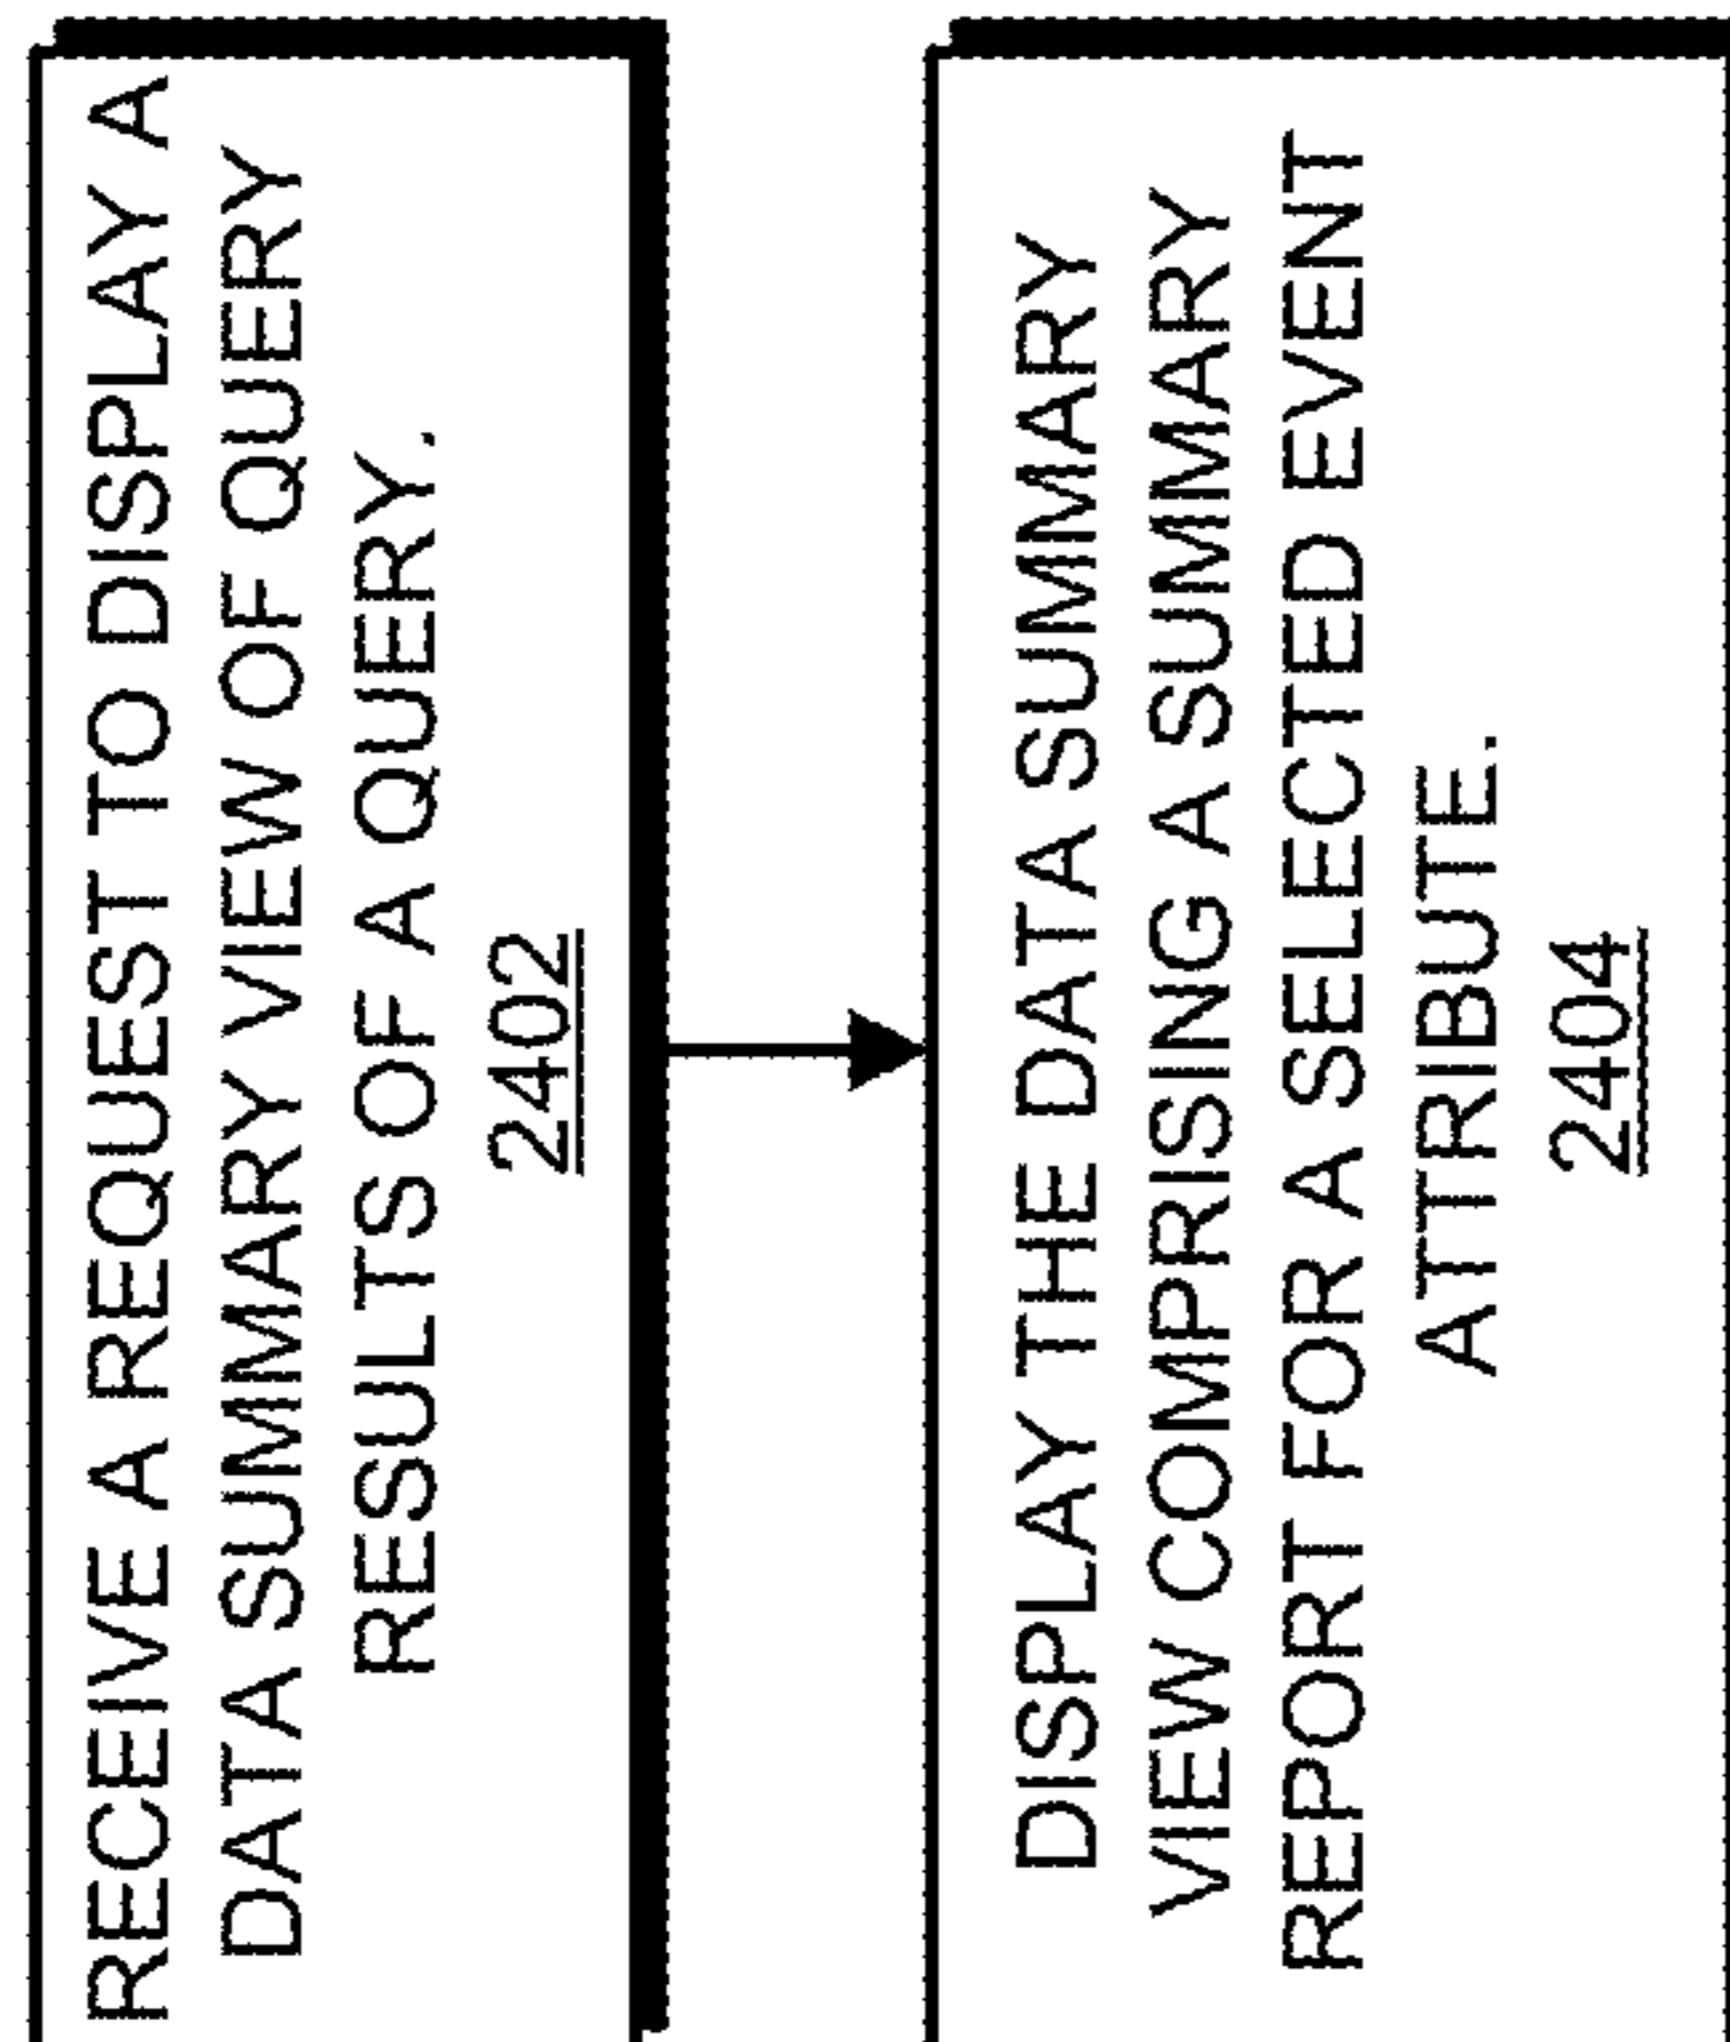 RECEIVE A REQUEST TO DISPLAY A
DATA SUMMARY VIEW OF QUERY
RESULTS OF A QUERY.
2402
DISPLAY THE DATA SUMMARY
VIEW COMPRISING A SUMMARY
REPORT FOR A SELECTED EVENT
ATTRIBUTE.
2404